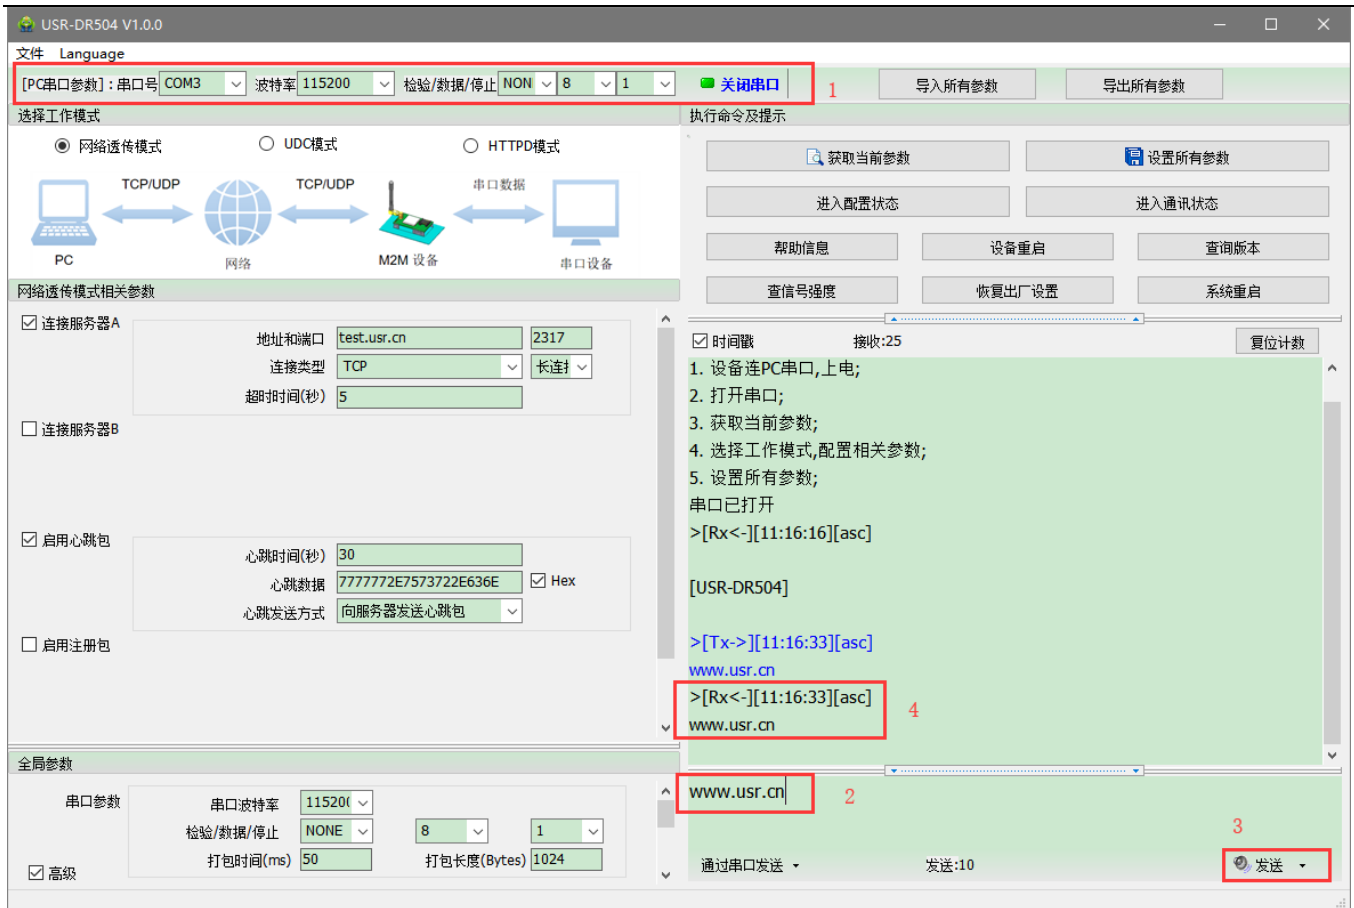 USR-DR504 V1.0.0
文件 Language
[PC串口参数]：串口号 COM3 波特率 115200 检验/数据/停止 NON 8 1 关闭串口 1 导入所有参数 导出所有参数
选择工作模式
网络透传模式 UDC模式 HTTPD模式
TCP/UDP TCP/UDP 串口数据
PC 网络 M2M 设备 串口设备
网络透传模式相关参数
连接服务器A
地址和端口 test.usr.cn 2317
连接类型 TCP 长连接
超时时间(秒) 5
连接服务器B
启用心跳包
心跳时间(秒) 30
心跳数据 7777772E7573722E636E Hex
心跳发送方式 向服务器发送心跳包
启用注册包
全局参数
串口参数 串口波特率 115200
检验/数据/停止 NONE 8 1
打包时间(ms) 50 打包长度(Bytes) 1024
高级
执行命令及提示
获取当前参数 设置所有参数
进入配置状态 进入通讯状态
帮助信息 设备重启 查询版本
查信号强度 恢复出厂设置 系统重启
时间戳 接收:25 复位计数
1. 设备连PC串口,上电;
2. 打开串口;
3. 获取当前参数;
4. 选择工作模式,配置相关参数;
5. 设置所有参数;
串口已打开
>[Rx<-][11:16:16][asc]
[USR-DR504]
>[Tx->][11:16:33][asc]
www.usr.cn
>[Rx<-][11:16:33][asc]
www.usr.cn
4
www.usr.cn 2
3
通过串口发送 发送:10 发送